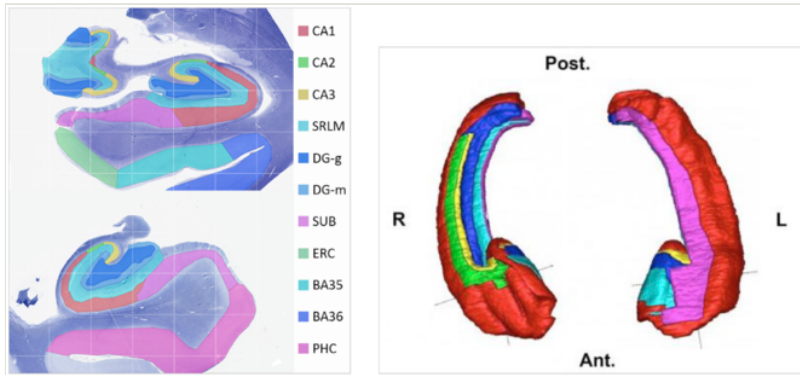 CA1
CA2
CA3
SRLM
DG-g
DG-m
SUB
ERC
BA35
BA36
PHC
Post.
R
L
Ant.